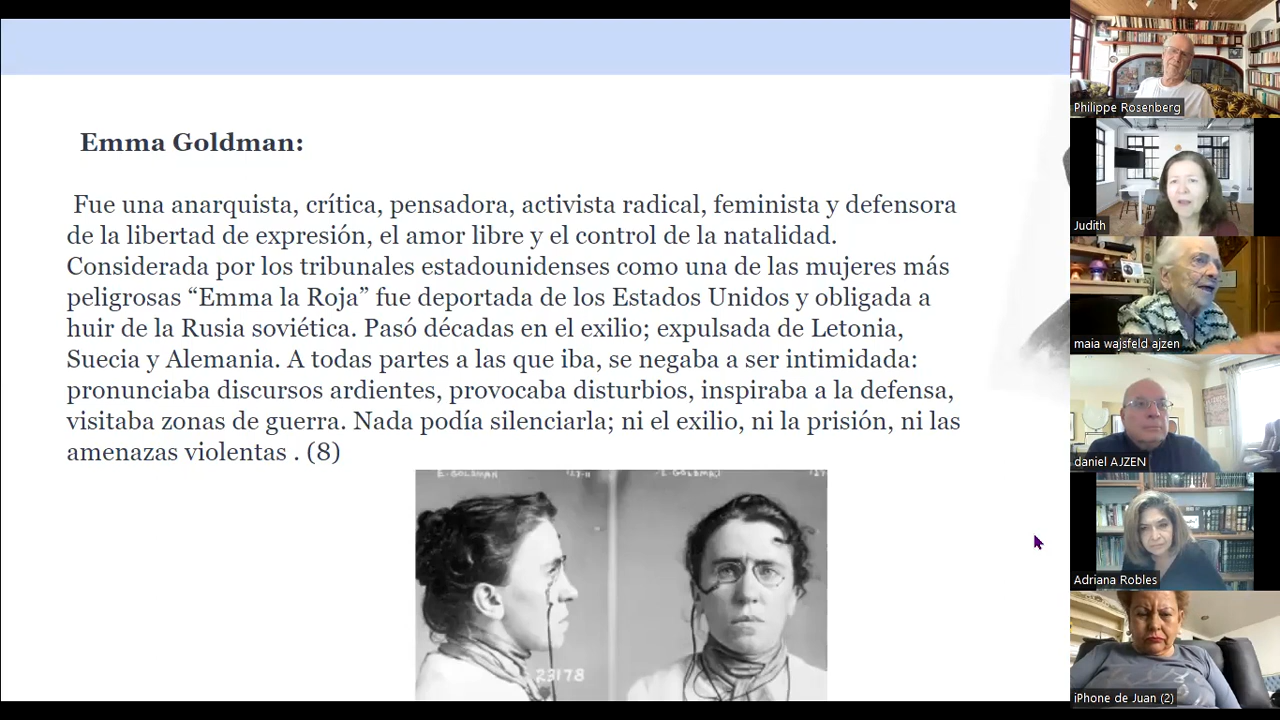 Emma Goldman:
Fue una anarquista, crítica, pensadora, activista radical, feminista y defensora
de la libertad de expresión, el amor libre y el control de la natalidad.
Considerada por los tribunales estadounidenses como una de las mujeres más
peligrosas “Emma la Roja” fue deportada de los Estados Unidos y obligada a
huir de la Rusia soviética. Pasó décadas en el exilio; expulsada de Letonia,
Suecia y Alemania. A todas partes a las que iba, se negaba a ser intimidada:
pronunciaba discursos ardientes, provocaba disturbios, inspiraba a la defensa,
visitaba zonas de guerra. Nada podía silenciarla; ni el exilio, ni la prisión, ni las
amenazas violentas . (8)
23178
Philippe Rosenberg
Judith
maia wajsfeld ajzen
daniel AJZEN
Adriana Robles
iPhone de Juan (2)